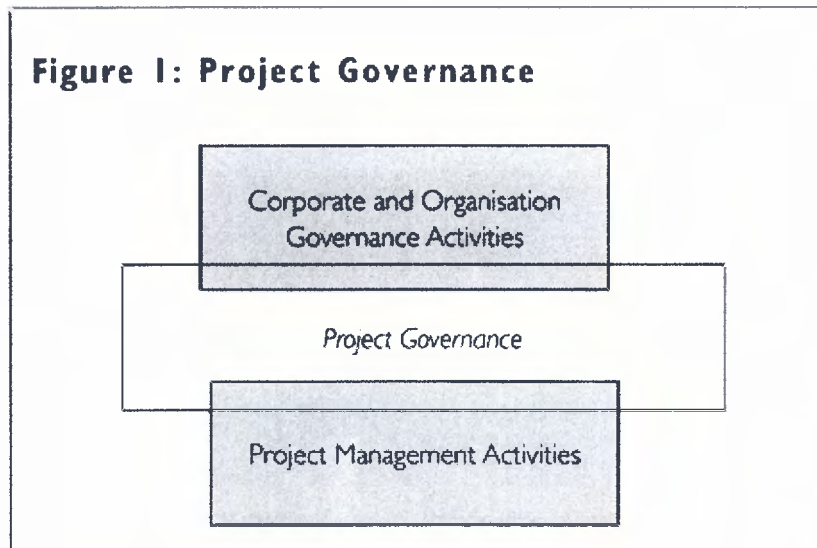 Figure 1: Project Governance
Corporate and Organisation
Governance Activities
Project Governance
Project Management Activities